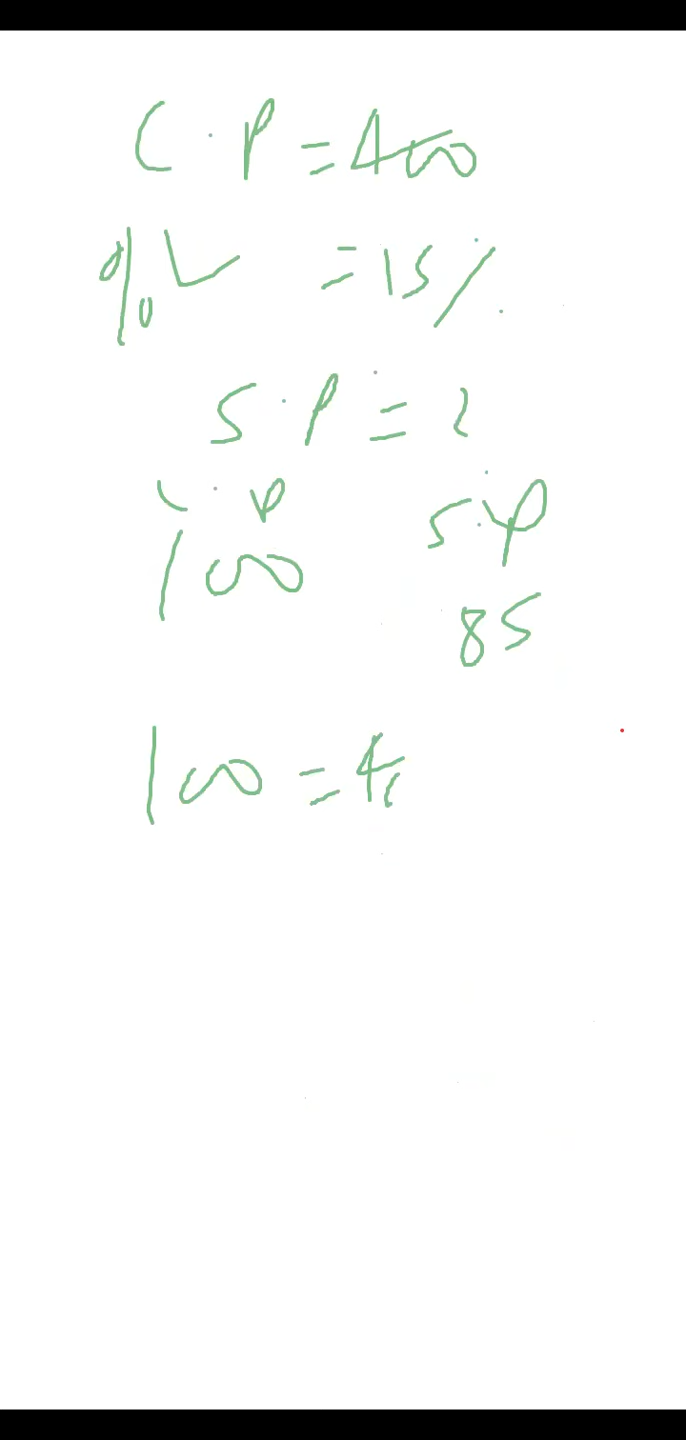 C.P = 400
%L = 15%
S.P = ?
C.P S.P
100 85
100 = 4